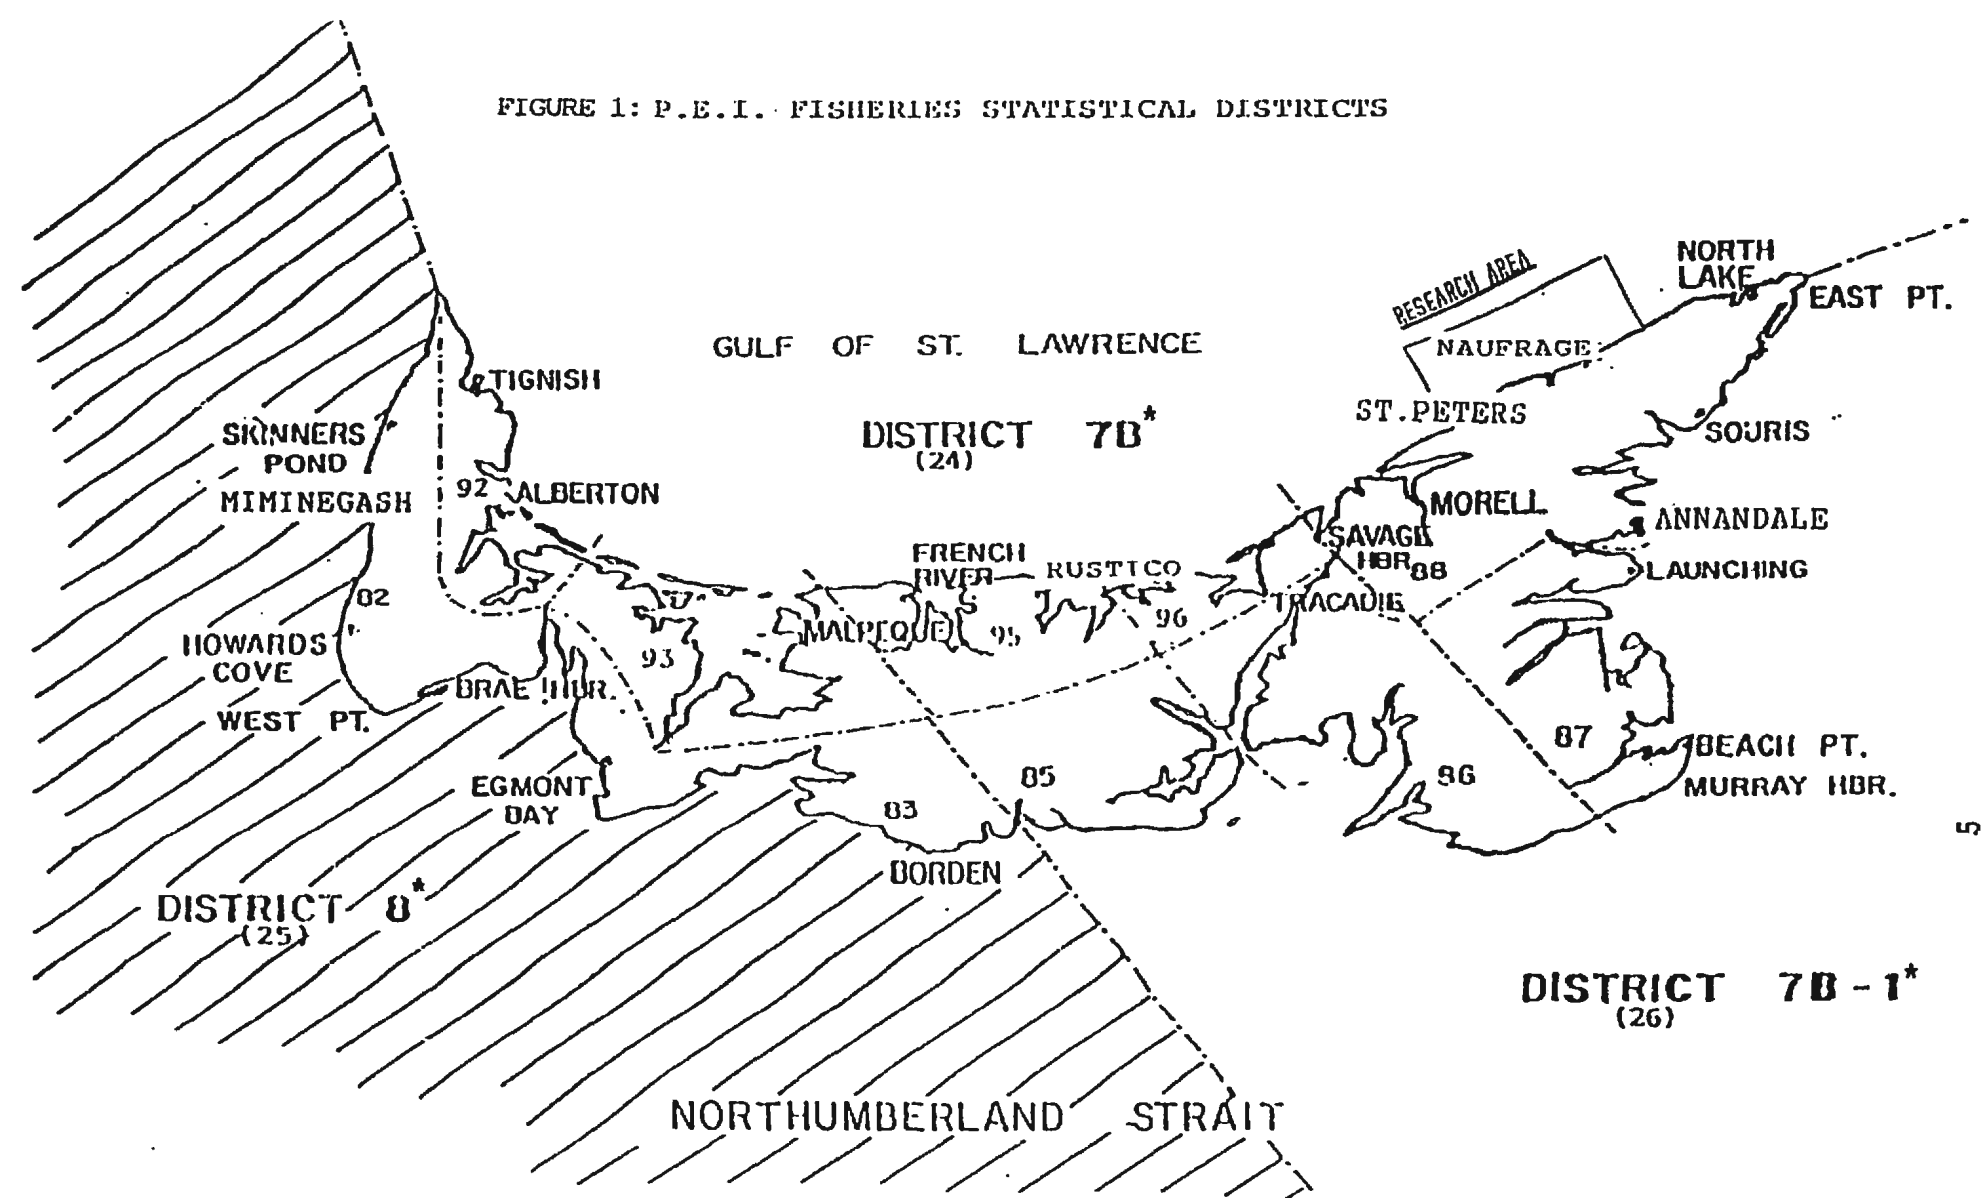 FIGURE 1: P.E.I. FISHERIES STATISTICAL DISTRICTS
NORTH
LAKE
EAST PT.
RESEARCH AREA
NAUFRAGE
GULF OF ST. LAWRENCE
TIGNISH
ST.PETERS
DISTRICT 7B*
(24)
SKINNERS
POND
SOURIS
92
ALBERTON
MIMINEGASH
MORELL
ANNANDALE
SAVAGE
HBR
88
FRENCH
RIVER
RUSTICO
LAUNCHING
82
TRACADIE
96
MALPEQUE
95
HOWARDS
COVE
93
BRAE HBR.
WEST PT.
87
BEACH PT.
MURRAY HBR.
EGMONT
BAY
85
86
83
BORDEN
5
DISTRICT 8*
(25)
DISTRICT 7B-1*
(26)
NORTHUMBERLAND STRAIT